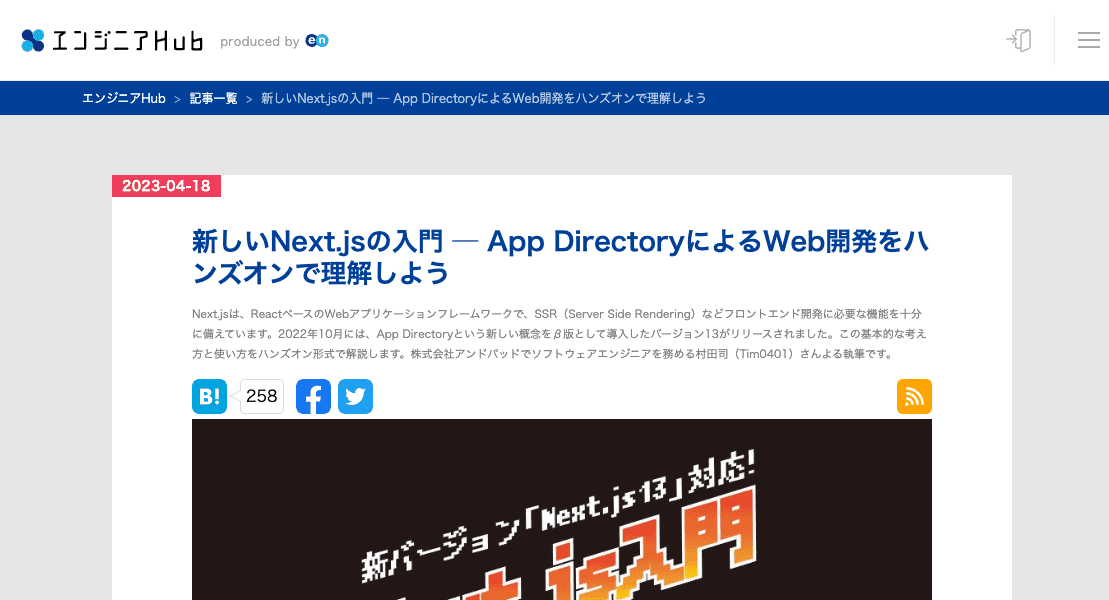 エンジニアHub produced by en
エンジニアHub > 記事一覧 > 新しいNext.jsの入門 ― App DirectoryによるWeb開発をハンズオンで理解しよう
2023-04-18
新しいNext.jsの入門 ― App DirectoryによるWeb開発をハ
ンズオンで理解しよう
Next.jsは、ReactベースのWebアプリケーションフレームワークで、SSR（Server Side Rendering）などフロントエンド開発に必要な機能を十分
に備えています。2022年10月には、App Directoryという新しい概念をβ版として導入したバージョン13がリリースされました。この基本的な考え
方と使い方をハンズオン形式で解説します。株式会社アンドパッドでソフトウェアエンジニアを務める村田司（Tim0401）さんよる執筆です。
B! 258
新バージョン「Next.js13」対応!
.js入門